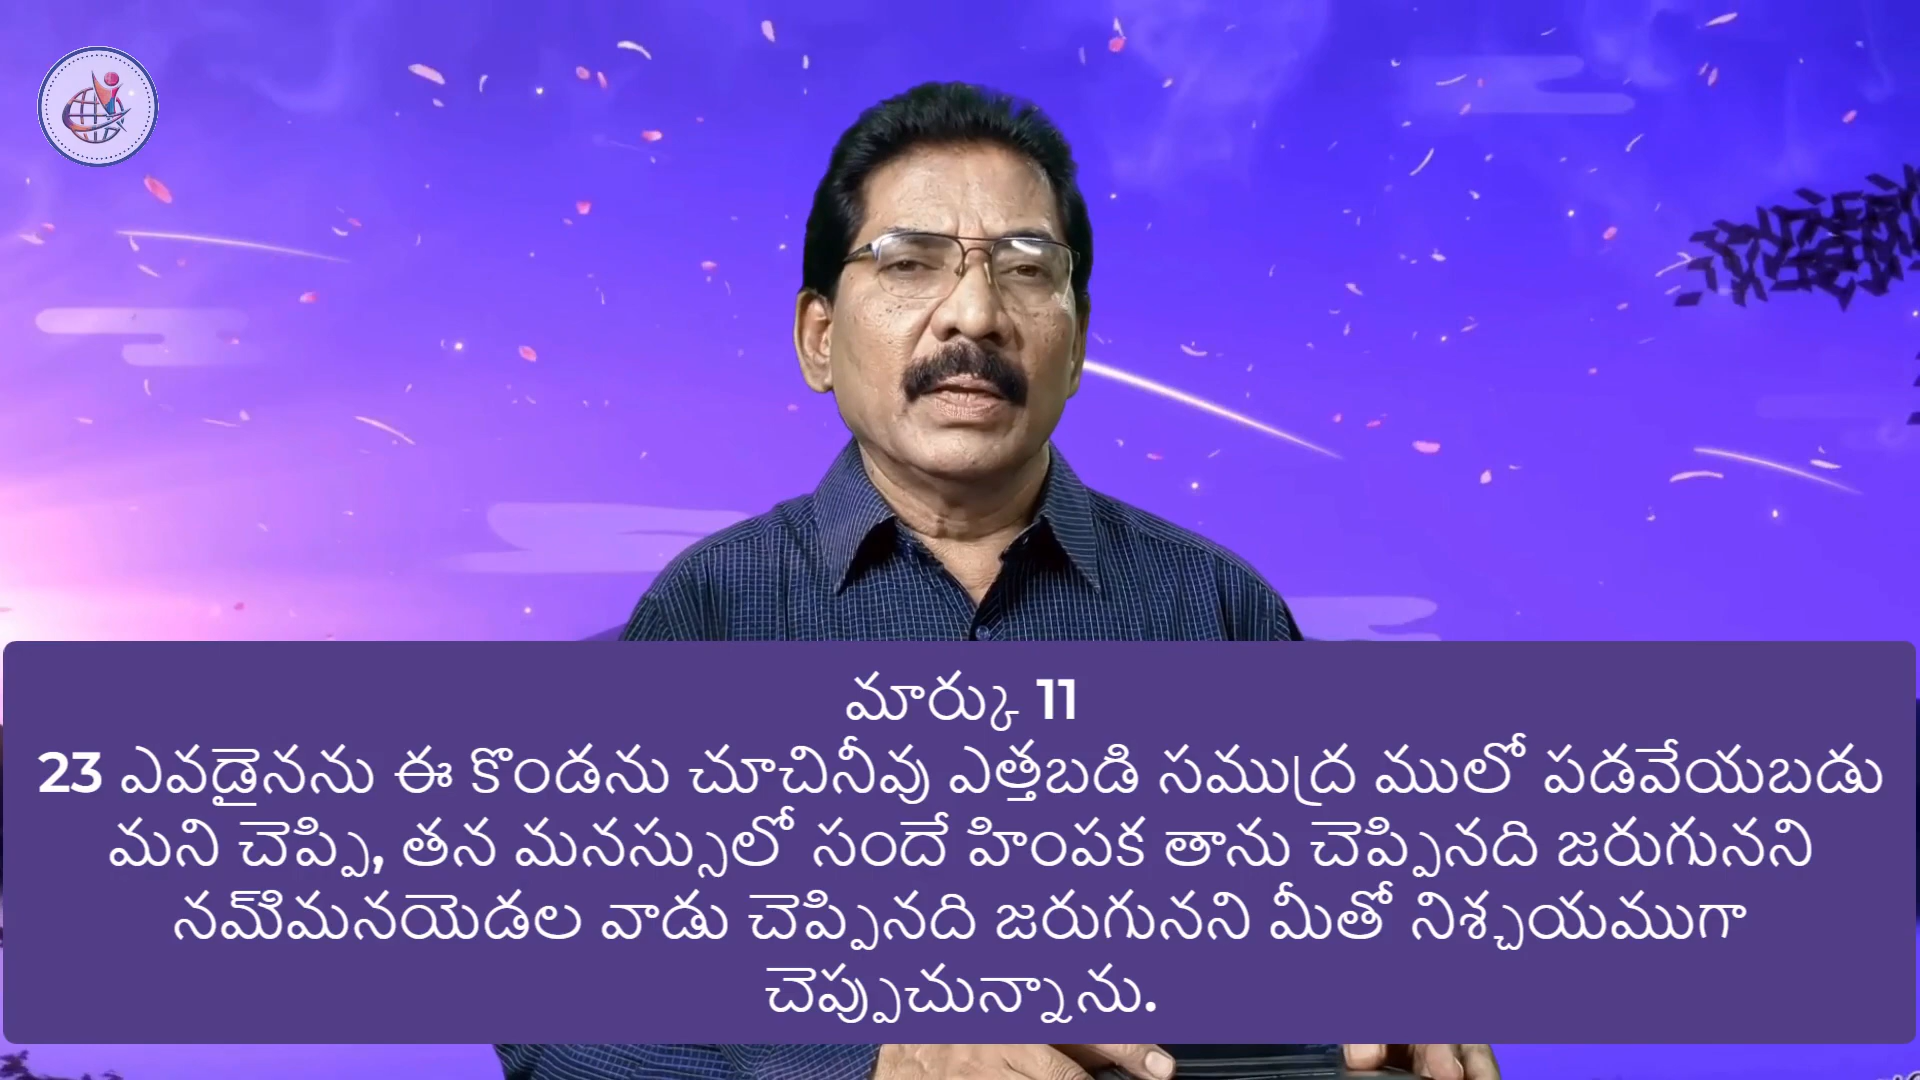 మార్కు 11
23 ఎవడైనను ఈ కొండను చూచినీవు ఎత్తబడి సముద్ర ములో పడవేయబడు
మని చెప్పి, తన మనస్సులో సందే హింపక తాను చెప్పినది జరుగునని
నమి్మనయెడల వాడు చెప్పినది జరుగునని మీతో నిశ్చయముగా
చెప్పుచున్నాను.